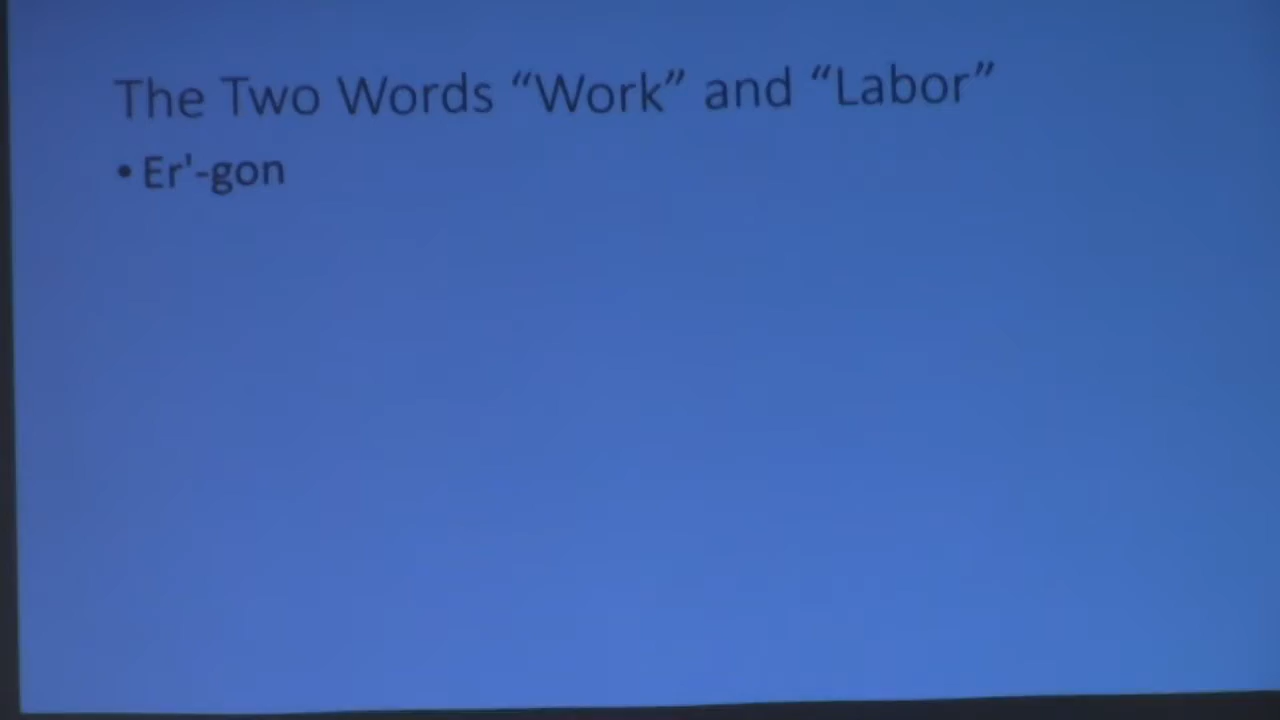 The Two Words “Work” and “Labor”
• Er'-gon